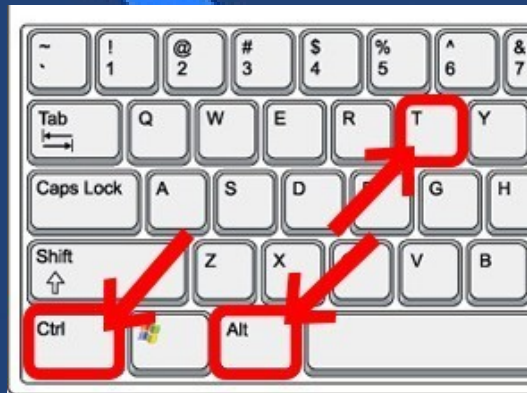 ~ ! @ # $ % ^ &
` 1 2 3 4 5 6 7
Tab Q W E R T Y
Caps Lock A S D G H
Shift Z X V B
Ctrl Alt